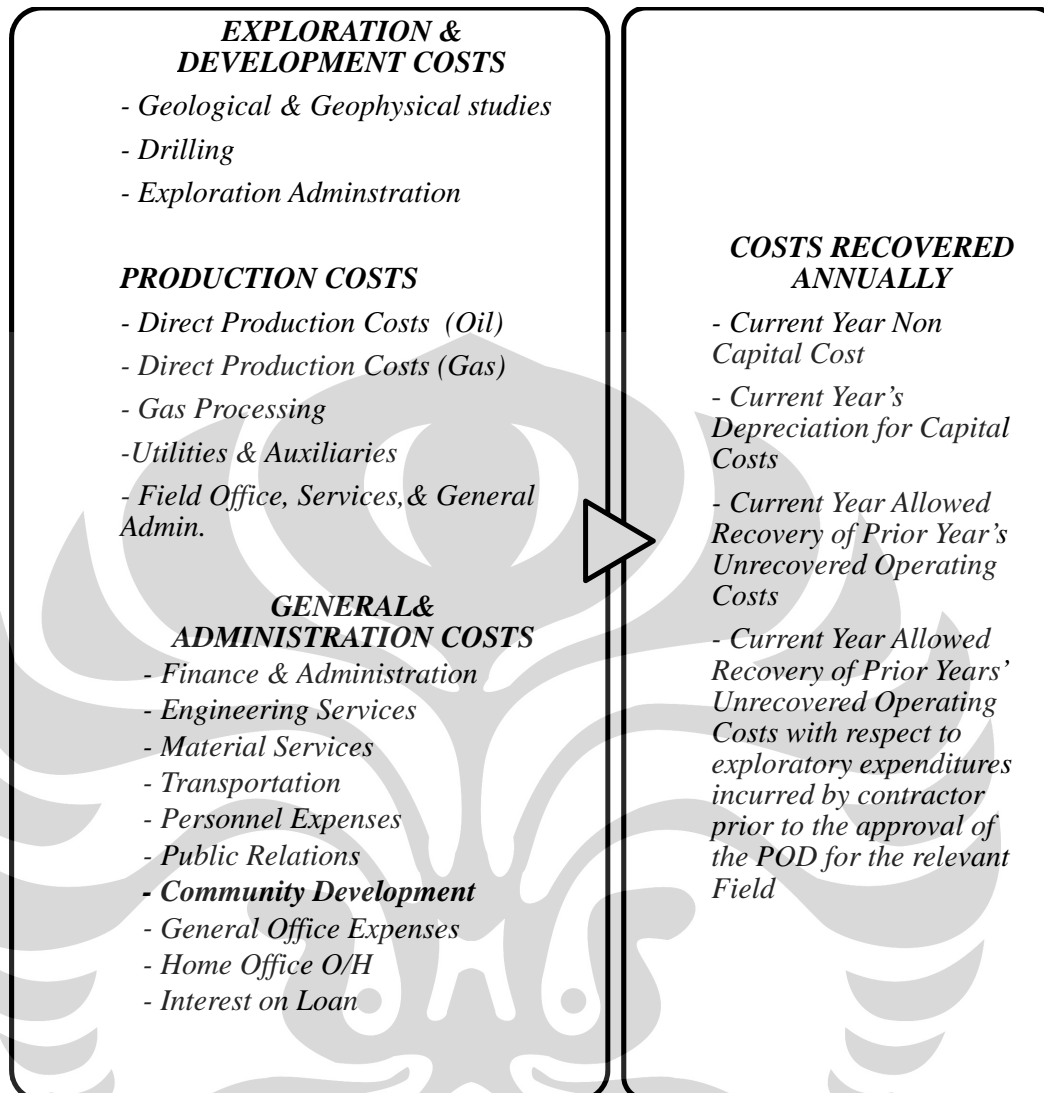 EXPLORATION &
DEVELOPMENT COSTS
- Geological & Geophysical studies
- Drilling
- Exploration Adminstration
PRODUCTION COSTS
- Direct Production Costs (Oil)
- Direct Production Costs (Gas)
- Gas Processing
-Utilities & Auxiliaries
- Field Office, Services,& General
Admin.
GENERAL&
ADMINISTRATION COSTS
- Finance & Administration
- Engineering Services
- Material Services
- Transportation
- Personnel Expenses
- Public Relations
- Community Development
- General Office Expenses
- Home Office O/H
- Interest on Loan
COSTS RECOVERED
ANNUALLY
- Current Year Non
Capital Cost
- Current Year’s
Depreciation for Capital
Costs
- Current Year Allowed
Recovery of Prior Year’s
Unrecovered Operating
Costs
- Current Year Allowed
Recovery of Prior Years’
Unrecovered Operating
Costs with respect to
exploratory expenditures
incurred by contractor
prior to the approval of
the POD for the relevant
Field